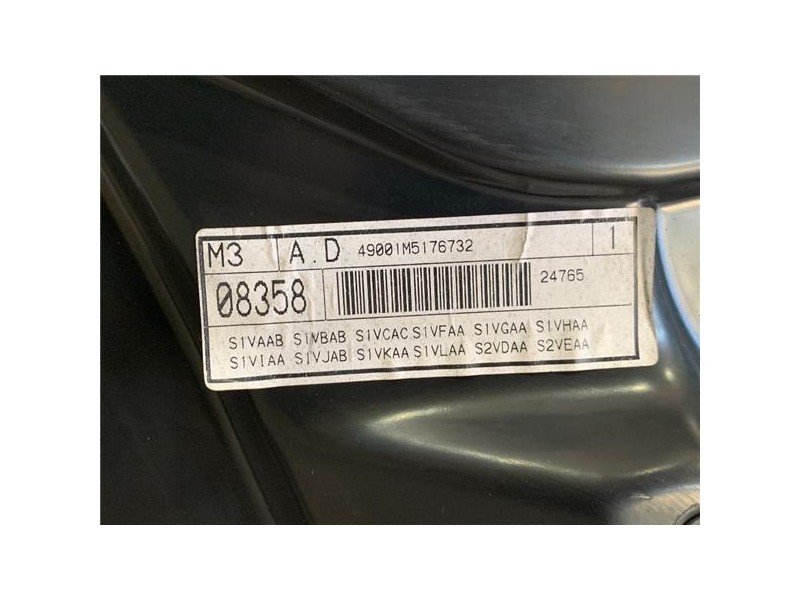 M3 A.D 49001M5176732 1
08358 24765
S1VAAB S1VBAB S1VCAC S1VFAA S1VGAA S1VHAA
S1VIAA S1VJAB S1VKAA S1VLAA S2VDAA S2VEAA